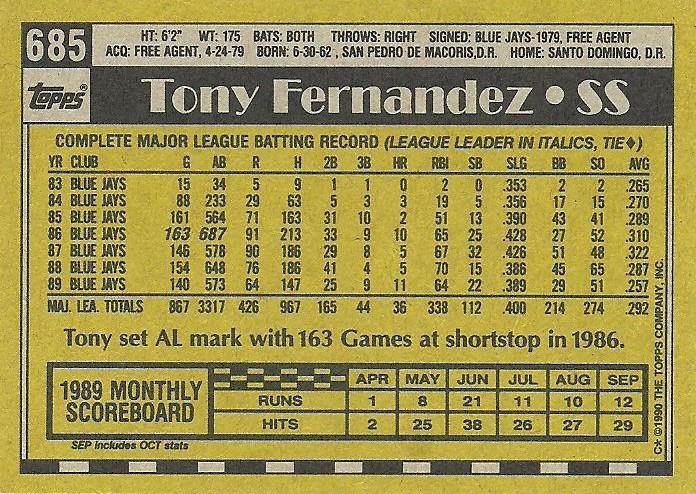 685
HT: 6'2" WT: 175 BATS: BOTH THROWS: RIGHT SIGNED: BLUE JAYS-1979, FREE AGENT
ACQ: FREE AGENT, 4-24-79 BORN: 6-30-62 , SAN PEDRO DE MACORIS,D.R. HOME: SANTO DOMINGO, D.R.
TOPPS®
Tony Fernandez • SS
COMPLETE MAJOR LEAGUE BATTING RECORD (LEAGUE LEADER IN ITALICS, TIE♦)
YR CLUB G AB R H 2B 3B HR RBI SB SLG BB SO AVG
83 BLUE JAYS 15 34 5 9 1 1 0 2 0 .353 2 2 .265
84 BLUE JAYS 88 233 29 63 5 3 3 19 5 .356 17 15 .270
85 BLUE JAYS 161 564 71 163 31 10 2 51 13 .390 43 41 .289
86 BLUE JAYS 163 687 91 213 33 9 10 65 25 .428 27 52 .310
87 BLUE JAYS 146 578 90 186 29 8 5 67 32 .426 51 48 .322
88 BLUE JAYS 154 648 76 186 41 4 5 70 15 .386 45 65 .287
89 BLUE JAYS 140 573 64 147 25 9 11 64 22 .389 29 51 .257
MAJ. LEA. TOTALS 867 3317 426 967 165 44 36 338 112 .400 214 274 .292
Tony set AL mark with 163 Games at shortstop in 1986.
1989 MONTHLY SCOREBOARD
APR MAY JUN JUL AUG SEP
RUNS 1 8 21 11 10 12
HITS 2 25 38 26 27 29
SEP includes OCT stats
C* ©1990 THE TOPPS COMPANY, INC.